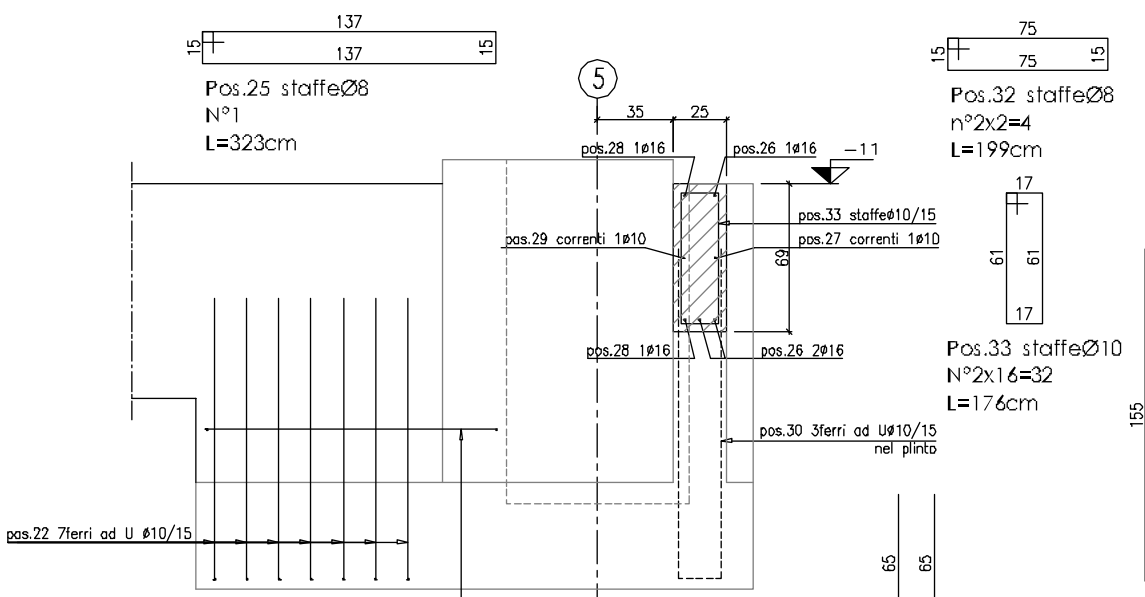 137
15
15
137
Pos.25 staffeØ8
N°1
L=323cm
5
35
25
75
15
15
75
Pos.32 staffeØ8
n°2x2=4
L=199cm
pos.28 1ø16
pos.26 1ø16
-11
17
61
61
17
pos.33 staffeø10/15
pos.29 correnti 1ø10
pos.27 correnti 1ø10
69
pos.28 1ø16
pos.26 2ø16
Pos.33 staffeØ10
N°2x16=32
L=176cm
155
pos.30 3ferri ad Uø10/15
nel plinto
pos.22 7ferri ad U ø10/15
65
65